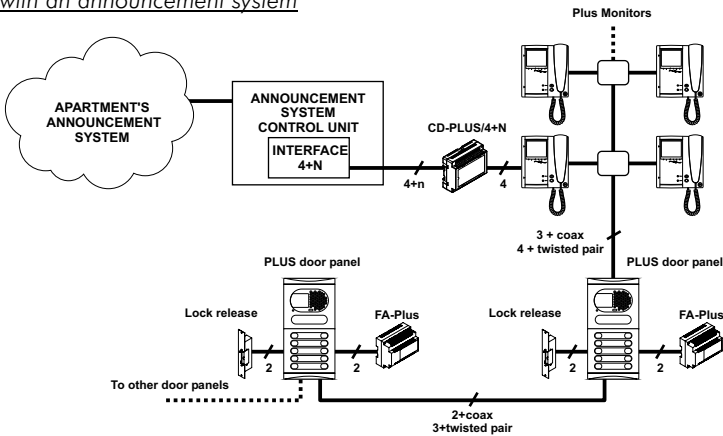 with an announcement system
Plus Monitors
APARTMENT'S
ANNOUNCEMENT
SYSTEM
ANNOUNCEMENT
SYSTEM
CONTROL UNIT
INTERFACE
4+N
CD-PLUS/4+N
4+n
4
3 + coax
4 + twisted pair
PLUS door panel
PLUS door panel
Lock release
FA-Plus
Lock release
FA-Plus
2
2
2
2
To other door panels
2+coax
3+twisted pair